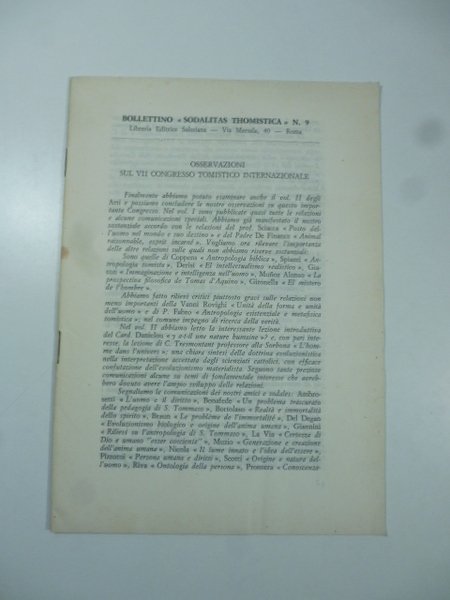 BOLLETTINO « SODALITAS THOMISTICA » N. 9
Libreria Editrice Salesiana — Via Marsala, 40 — Roma
OSSERVAZIONI
SUL VII CONGRESSO TOMISTICO INTERNAZIONALE
Finalmente abbiamo potuto esaminare anche il vol. II degli
Atti e possiamo concludere le nostre osservazioni su questo impor-
tante Congresso. Nel vol. I sono pubblicate quasi tutte le relazioni
e alcune comunicazioni speciali. Abbiamo già manifestato il nostro
sostanziale accordo con le relazioni del prof. Sciacca « Posto del-
l'uomo nel mondo e suo destino » e del Padre De Finance « Animal
raisonnable, esprit incarné ». Vogliamo ora rilevare l'importanza
delle altre relazioni sulle quali non abbiamo riserve sostanziali:
Sono quelle di Coppens « Antropologia biblica », Spiazzi « An-
tropologia tomista », Derisi « El intellectualismo realistico », Gia-
con « Immaginazione e intelligenza nell'uomo », Muñoz Alonso « La
prospectiva filosofica de Tomas d'Aquino », Gironella « El mistero
de l'hombre ».
Abbiamo fatto rilievi critici piuttosto gravi sulle relazioni non
meno importanti della Vanni Rovighi « Unità della forma e unità
dell'uomo » e di P. Fabro « Antropologia esistenziale e metafisica
tomistica »; nel comune impegno di ricerca della verità.
Nel vol. II abbiamo letto la interessante lezione introduttiva
del Card. Daniélou « y a-t-il une nature humaine »? e, con pari inte-
resse, la lezione di C. Tresmontant professore alla Sorbona « L'hom-
me dans l'univers »: una chiara sintesi della dottrina evoluzionistica
nella interpretazione accettata dagli scienziati cattolici, con efficace
confutazione dell'evoluzionismo materialista. Seguono tante preziose
comunicazioni alcune su temi di fondamentale interesse che avreb-
bero dovuto avere l'ampio sviluppo delle relazioni.
Segnaliamo le comunicazioni dei nostri amici e sodales: Ambro-
setti « L'uomo e il diritto », Bonafede « Un problema trascurato
della pedagogia di S. Tommaso », Bortolaso « Realtà e immortalità
dello spirito », Braun « Le problème de l'immortalité », Del Degan
« Evoluzionismo biologico e origine dell'anima umana », Giannini
« Rilievi su l'antropologia di S. Tommaso », La Via « Certezza di
Dio e umano "esser cosciente" », Muzio « Generazione e creazione
dell'anima umana », Nicola « Il lume innato e l'idea dell'essere »,
Pizzorni « Persona umana e diritti », Scotti « Origine e natura del-
l'uomo », Riva « Ontologia della persona », Prontera « Conoscenza